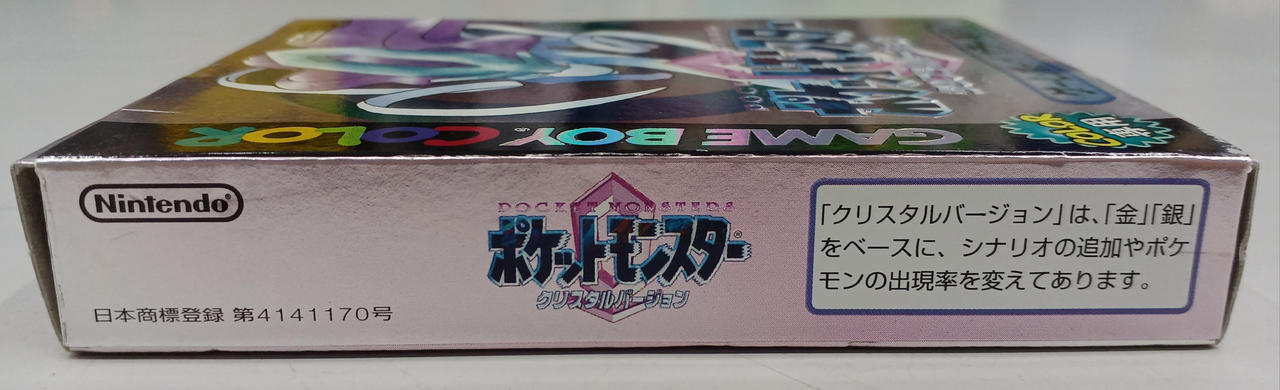 GAME BOY COLOR
COLOR
専用
Nintendo®
POCKET MONSTERS
ポケットモンスター®
クリスタルバージョン
日本商標登録 第4141170号
「クリスタルバージョン」は、「金」「銀」
をベースに、シナリオの追加やポケ
モンの出現率を変えてあります。